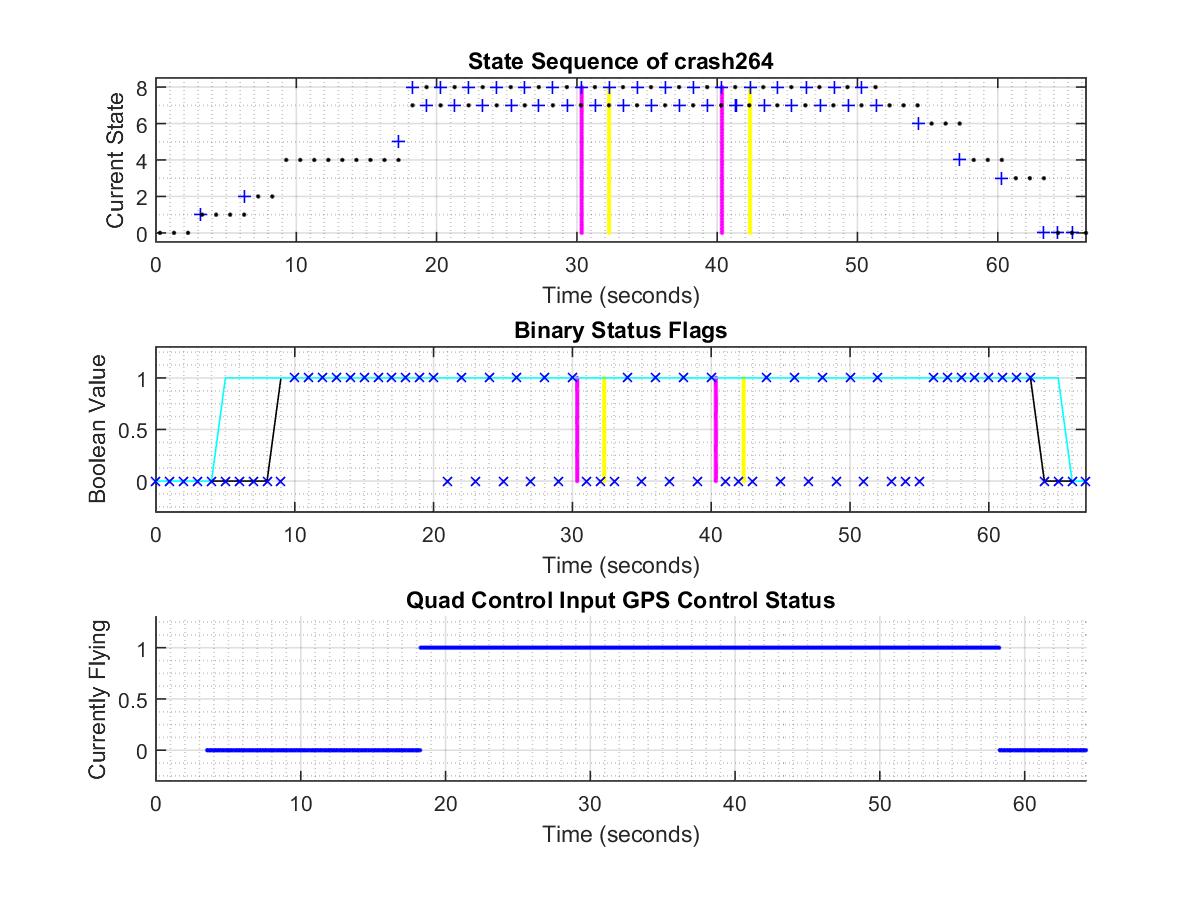 State Sequence of crash264
Current State
8
6
4
2
0
0 10 20 30 40 50 60
Time (seconds)
Binary Status Flags
Boolean Value
1
0.5
0
0 10 20 30 40 50 60
Time (seconds)
Quad Control Input GPS Control Status
Currently Flying
1
0.5
0
0 10 20 30 40 50 60
Time (seconds)